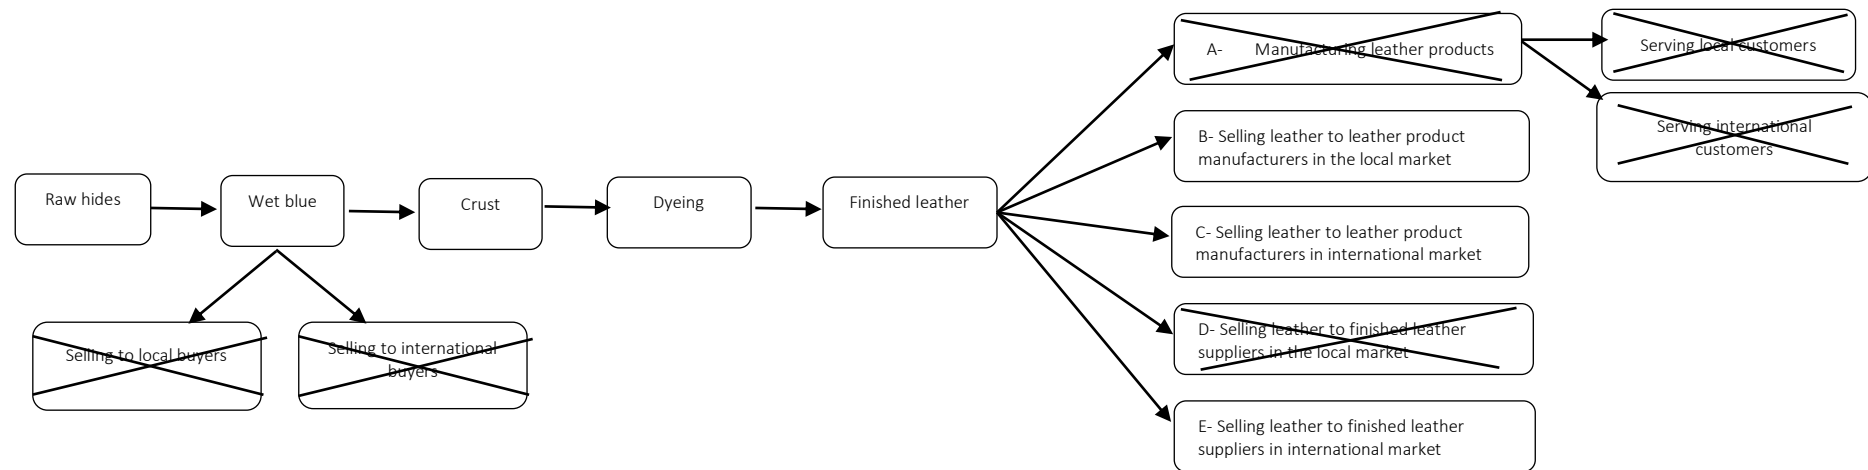 Raw hides
Wet blue
Crust
Dyeing
Finished leather
Selling to local buyers
Selling to international
buyers
A- Manufacturing leather products
Serving local customers
Serving international
customers
B- Selling leather to leather product
manufacturers in the local market
C- Selling leather to leather product
manufacturers in international market
D- Selling leather to finished leather
suppliers in the local market
E- Selling leather to finished leather
suppliers in international market